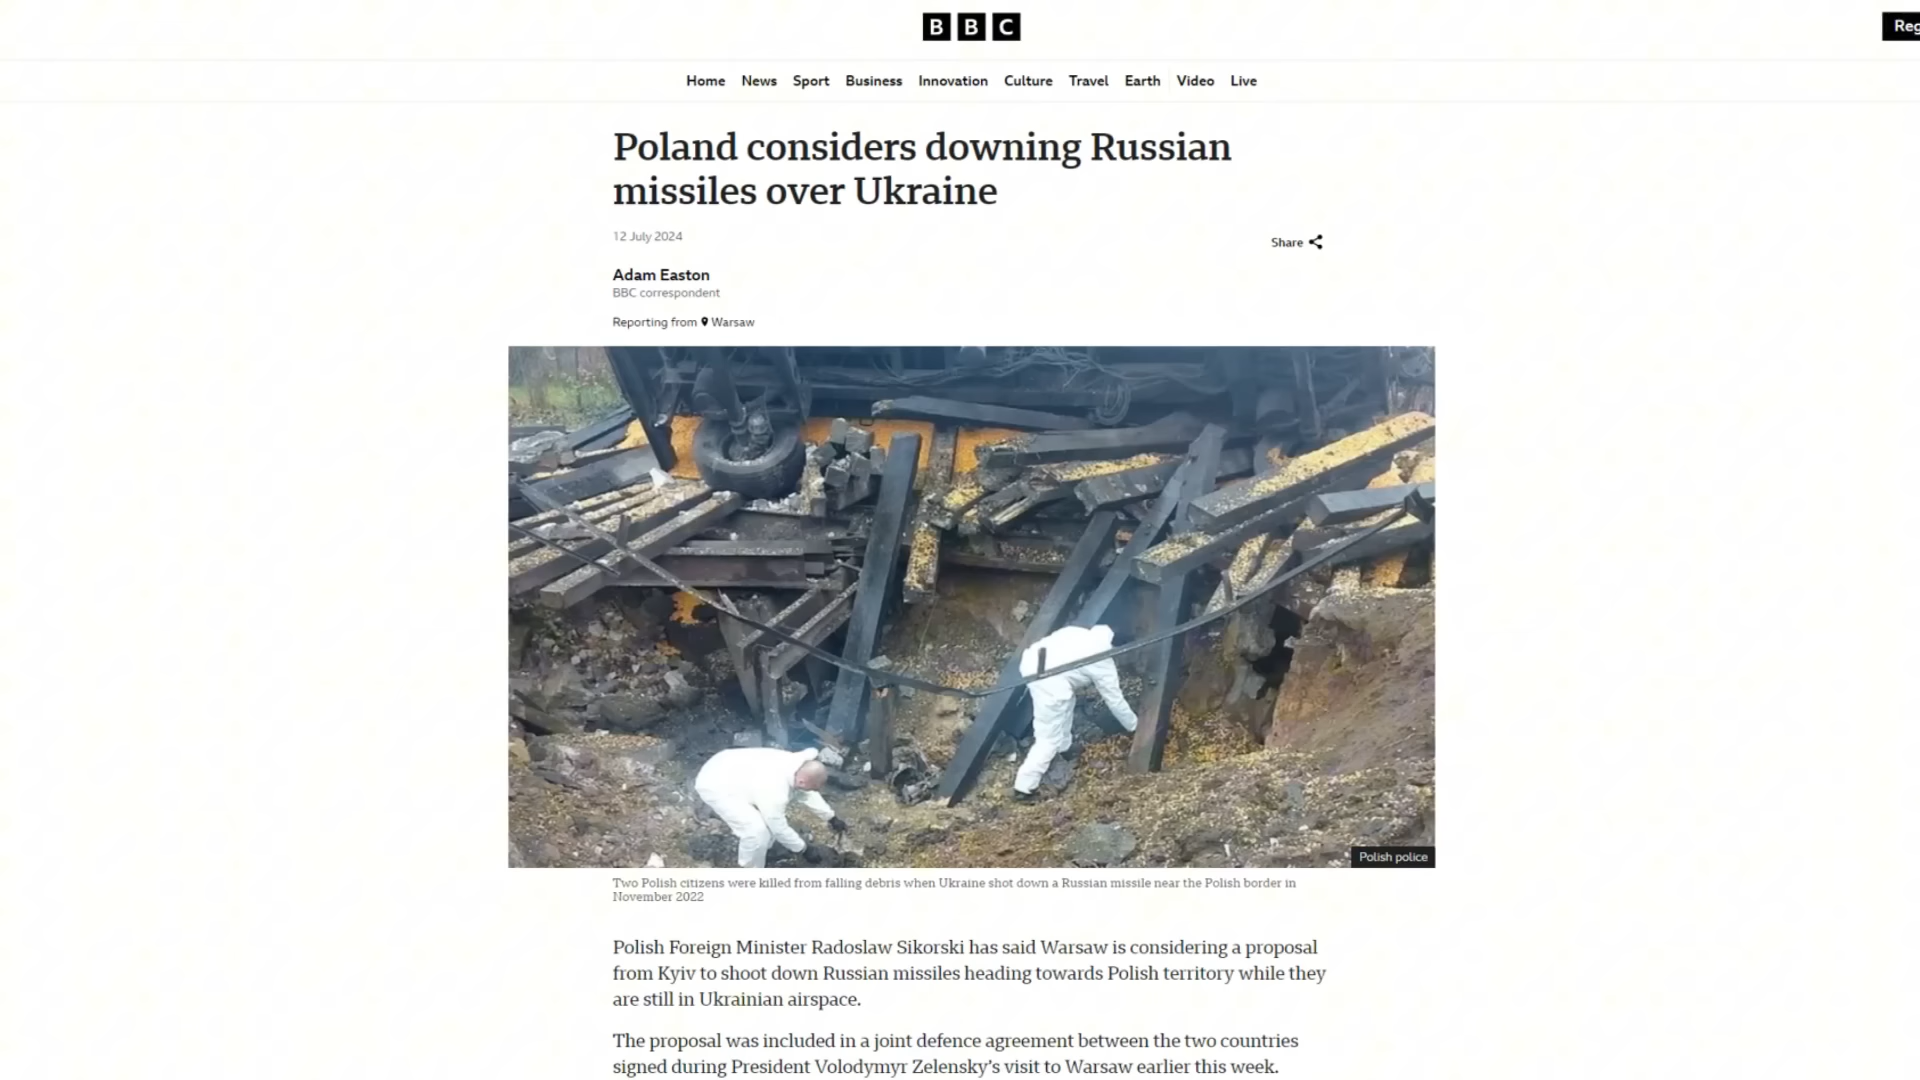 BBC
Reg
Home News Sport Business Innovation Culture Travel Earth Video Live
Poland considers downing Russian
missiles over Ukraine
12 July 2024
Share
Adam Easton
BBC correspondent
Reporting from Warsaw
Polish police
Two Polish citizens were killed from falling debris when Ukraine shot down a Russian missile near the Polish border in
November 2022
Polish Foreign Minister Radoslaw Sikorski has said Warsaw is considering a proposal
from Kyiv to shoot down Russian missiles heading towards Polish territory while they
are still in Ukrainian airspace.
The proposal was included in a joint defence agreement between the two countries
signed during President Volodymyr Zelensky's visit to Warsaw earlier this week.